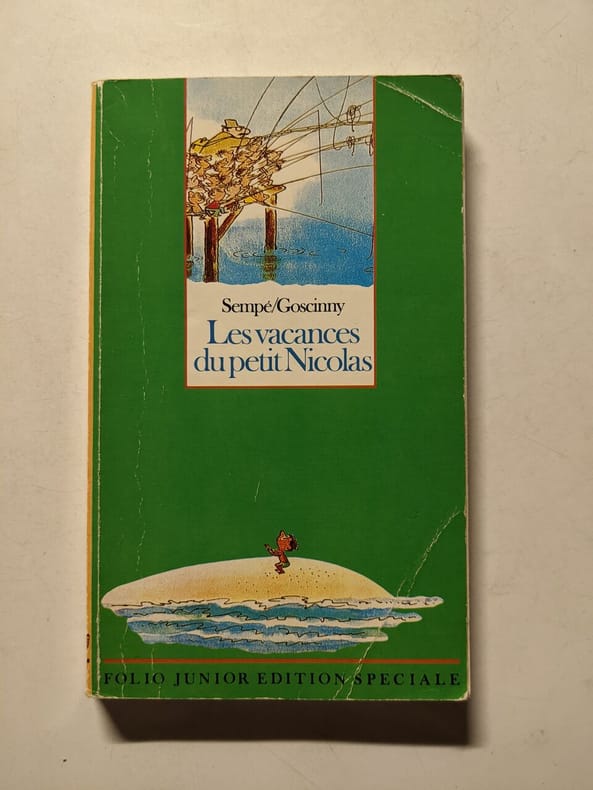 Sempé/Goscinny
Les vacances
du petit Nicolas
FOLIO JUNIOR EDITION SPECIALE